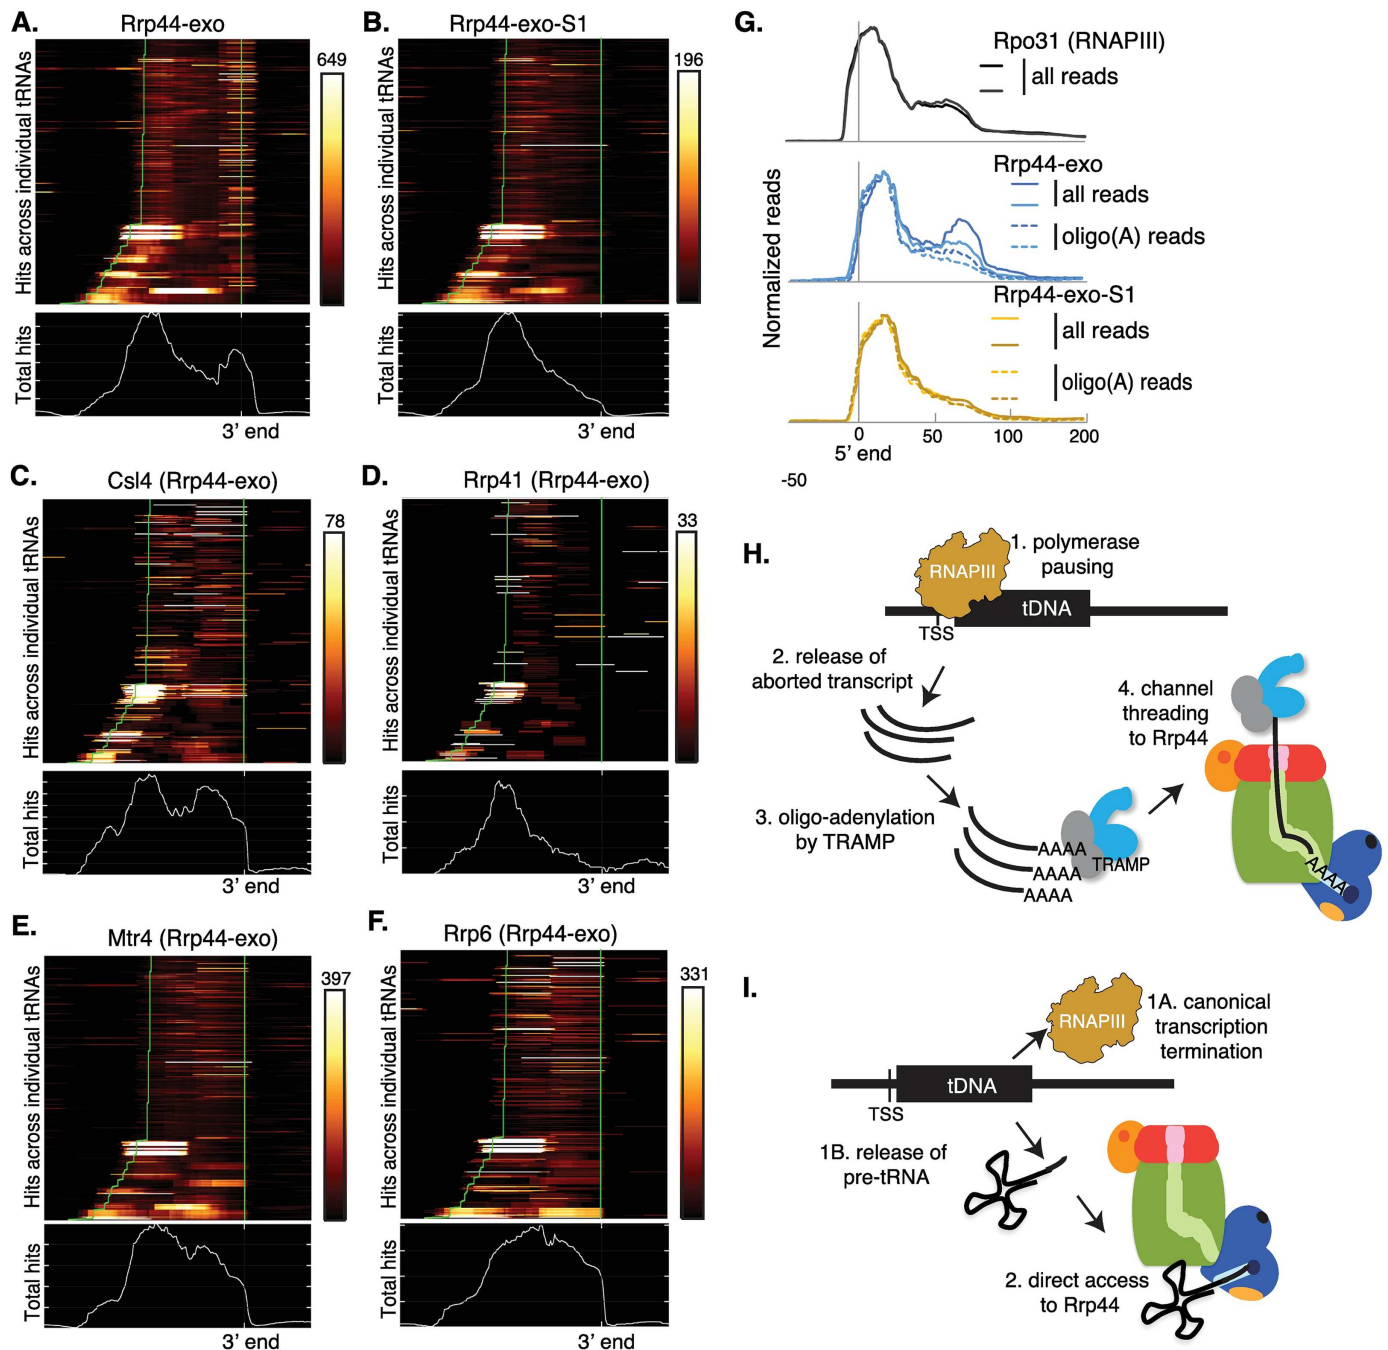 A.
Rrp44-exo
Hits across individual tRNAs
649
Total hits
3’ end
B.
Rrp44-exo-S1
Hits across individual tRNAs
196
Total hits
3’ end
C.
Csl4 (Rrp44-exo)
Hits across individual tRNAs
78
Total hits
3’ end
D.
Rrp41 (Rrp44-exo)
Hits across individual tRNAs
33
Total hits
3’ end
E.
Mtr4 (Rrp44-exo)
Hits across individual tRNAs
397
Total hits
3’ end
F.
Rrp6 (Rrp44-exo)
Hits across individual tRNAs
331
Total hits
3’ end
G.
Normalized reads
Rpo31 (RNAPIII)
all reads
Rrp44-exo
all reads
oligo(A) reads
Rrp44-exo-S1
all reads
oligo(A) reads
0
50
100
200
5’ end
-50
H.
RNAPIII
1. polymerase
pausing
tDNA
TSS
2. release of
aborted transcript
3. oligo-adenylation
by TRAMP
AAAA
AAAA
AAAA
TRAMP
4. channel
threading
to Rrp44
AAAA
I.
RNAPIII
1A. canonical
transcription
termination
tDNA
TSS
1B. release of
pre-tRNA
2. direct access
to Rrp44